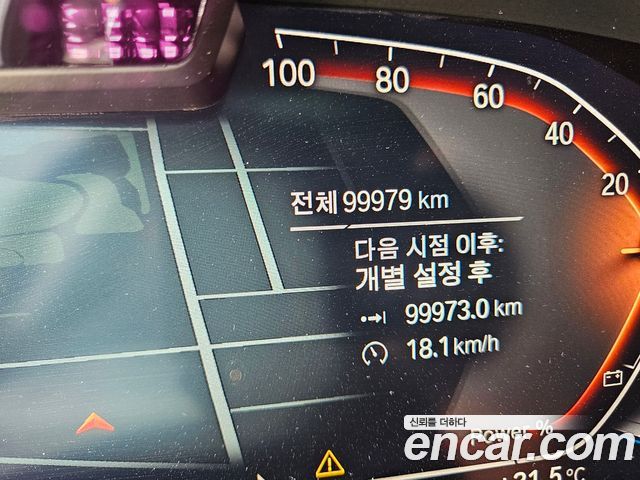 100
80
60
40
20
전체 99979 km
다음 시점 이후:
개별 설정 후
99973.0 km
18.1 km/h
신뢰를 더하다
encar.com
Power %